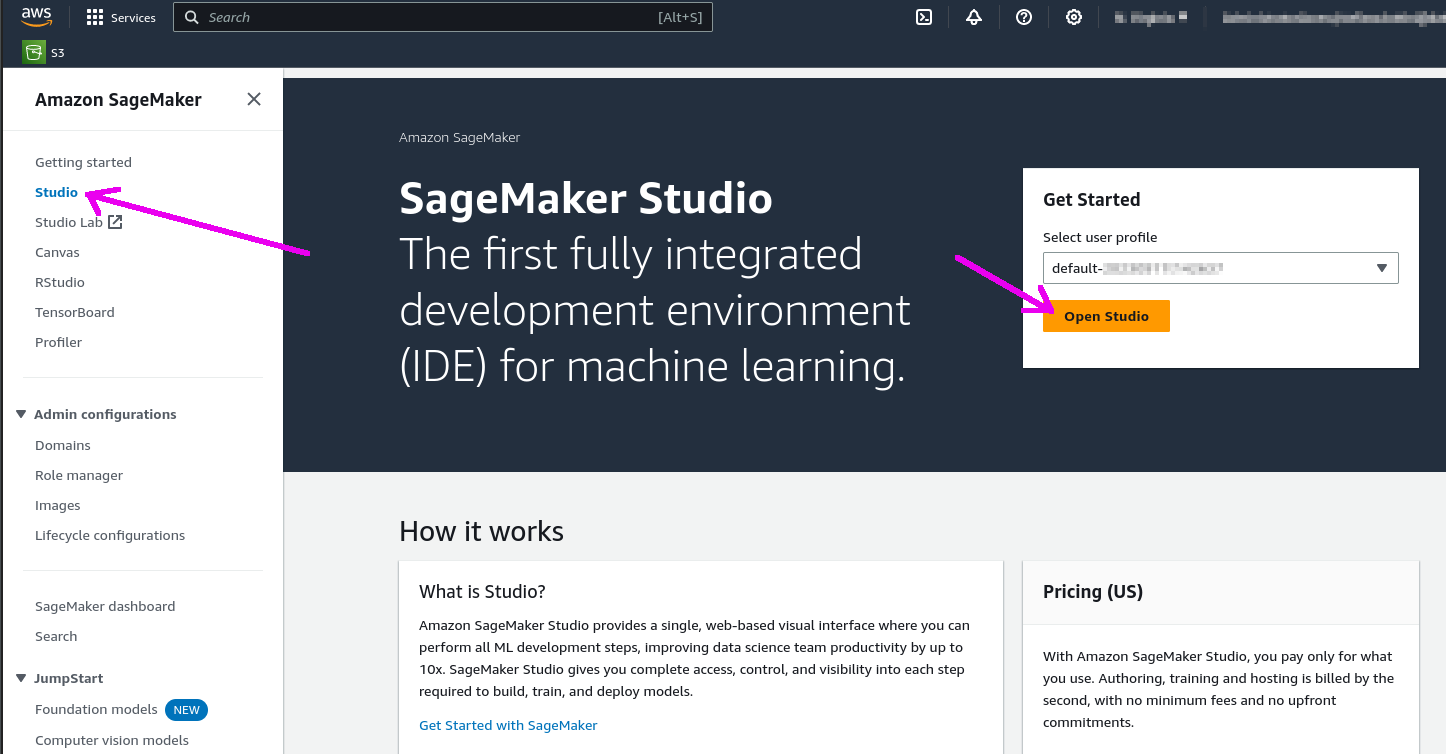 aws
Services
Search
[Alt+S]
S3
Amazon SageMaker
Getting started
Studio
Studio Lab
Canvas
RStudio
TensorBoard
Profiler
Admin configurations
Domains
Role manager
Images
Lifecycle configurations
SageMaker dashboard
Search
JumpStart
Foundation models NEW
Computer vision models
Amazon SageMaker
SageMaker Studio
The first fully integrated
development environment
(IDE) for machine learning.
Get Started
Select user profile
default-
Open Studio
How it works
What is Studio?
Amazon SageMaker Studio provides a single, web-based visual interface where you can
perform all ML development steps, improving data science team productivity by up to
10x. SageMaker Studio gives you complete access, control, and visibility into each step
required to build, train, and deploy models.
Get Started with SageMaker
Pricing (US)
With Amazon SageMaker Studio, you pay only for what
you use. Authoring, training and hosting is billed by the
second, with no minimum fees and no upfront
commitments.